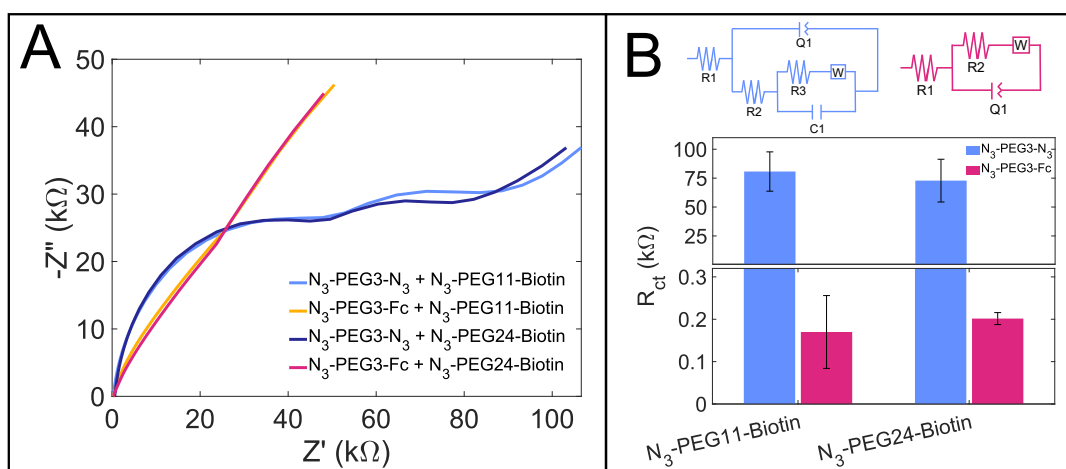 A
50
40
30
20
10
0
-Z" (kΩ)
N₃-PEG3-N₃ + N₃-PEG11-Biotin
N₃-PEG3-Fc + N₃-PEG11-Biotin
N₃-PEG3-N₃ + N₃-PEG24-Biotin
N₃-PEG3-Fc + N₃-PEG24-Biotin
0 20 40 60 80 100
Z' (kΩ)
B
R1
Q1
R2
R3
W
C1
R1
R2
W
Q1
N₃-PEG3-N₃
N₃-PEG3-Fc
100
75
50
25
0.3
0.2
0.1
0
R_ct (kΩ)
N₃-PEG11-Biotin
N₃-PEG24-Biotin